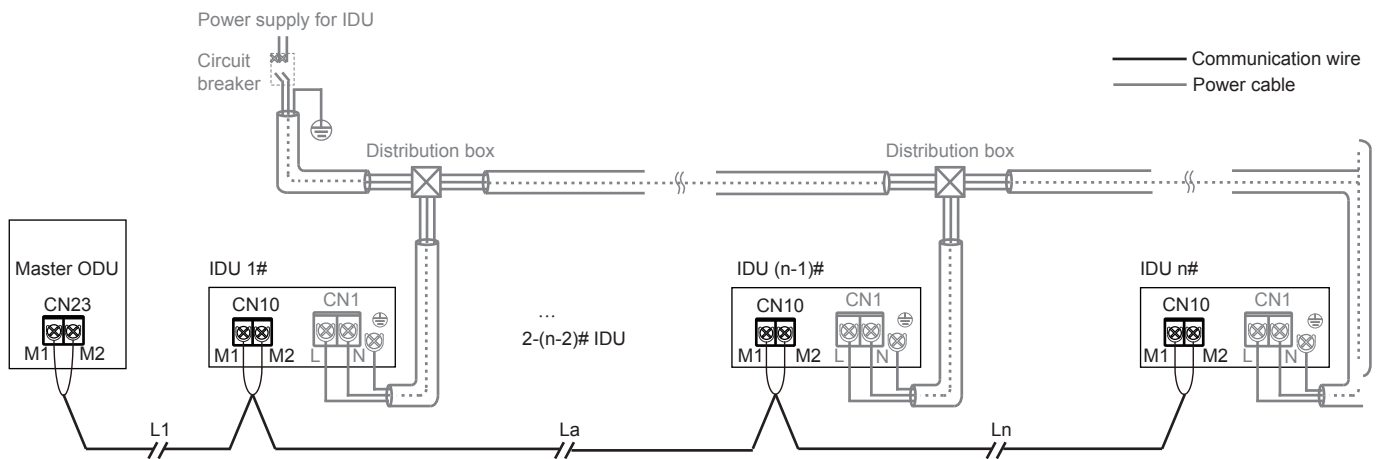 Power supply for IDU
Circuit
breaker
Communication wire
Power cable
Distribution box
Distribution box
Master ODU
CN23
M1 M2
IDU 1#
CN10
CN1
M1 M2 L N
...
2-(n-2)# IDU
IDU (n-1)#
CN10
CN1
M1 M2 L N
IDU n#
CN10
CN1
M1 M2 L N
L1
La
Ln